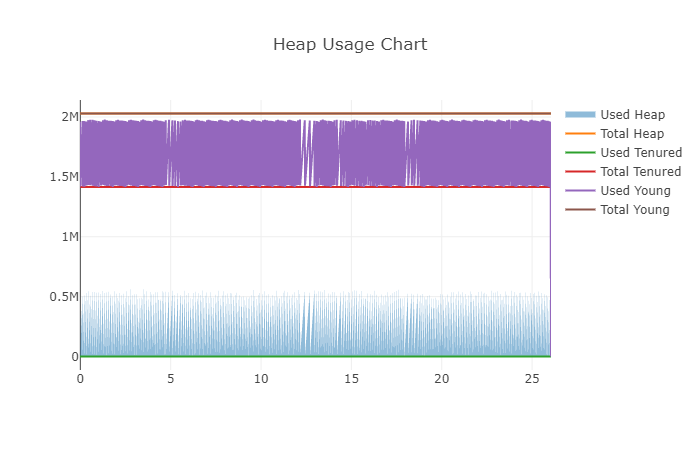 Heap Usage Chart
2M
1.5M
1M
0.5M
0
0 5 10 15 20 25
Used Heap
Total Heap
Used Tenured
Total Tenured
Used Young
Total Young